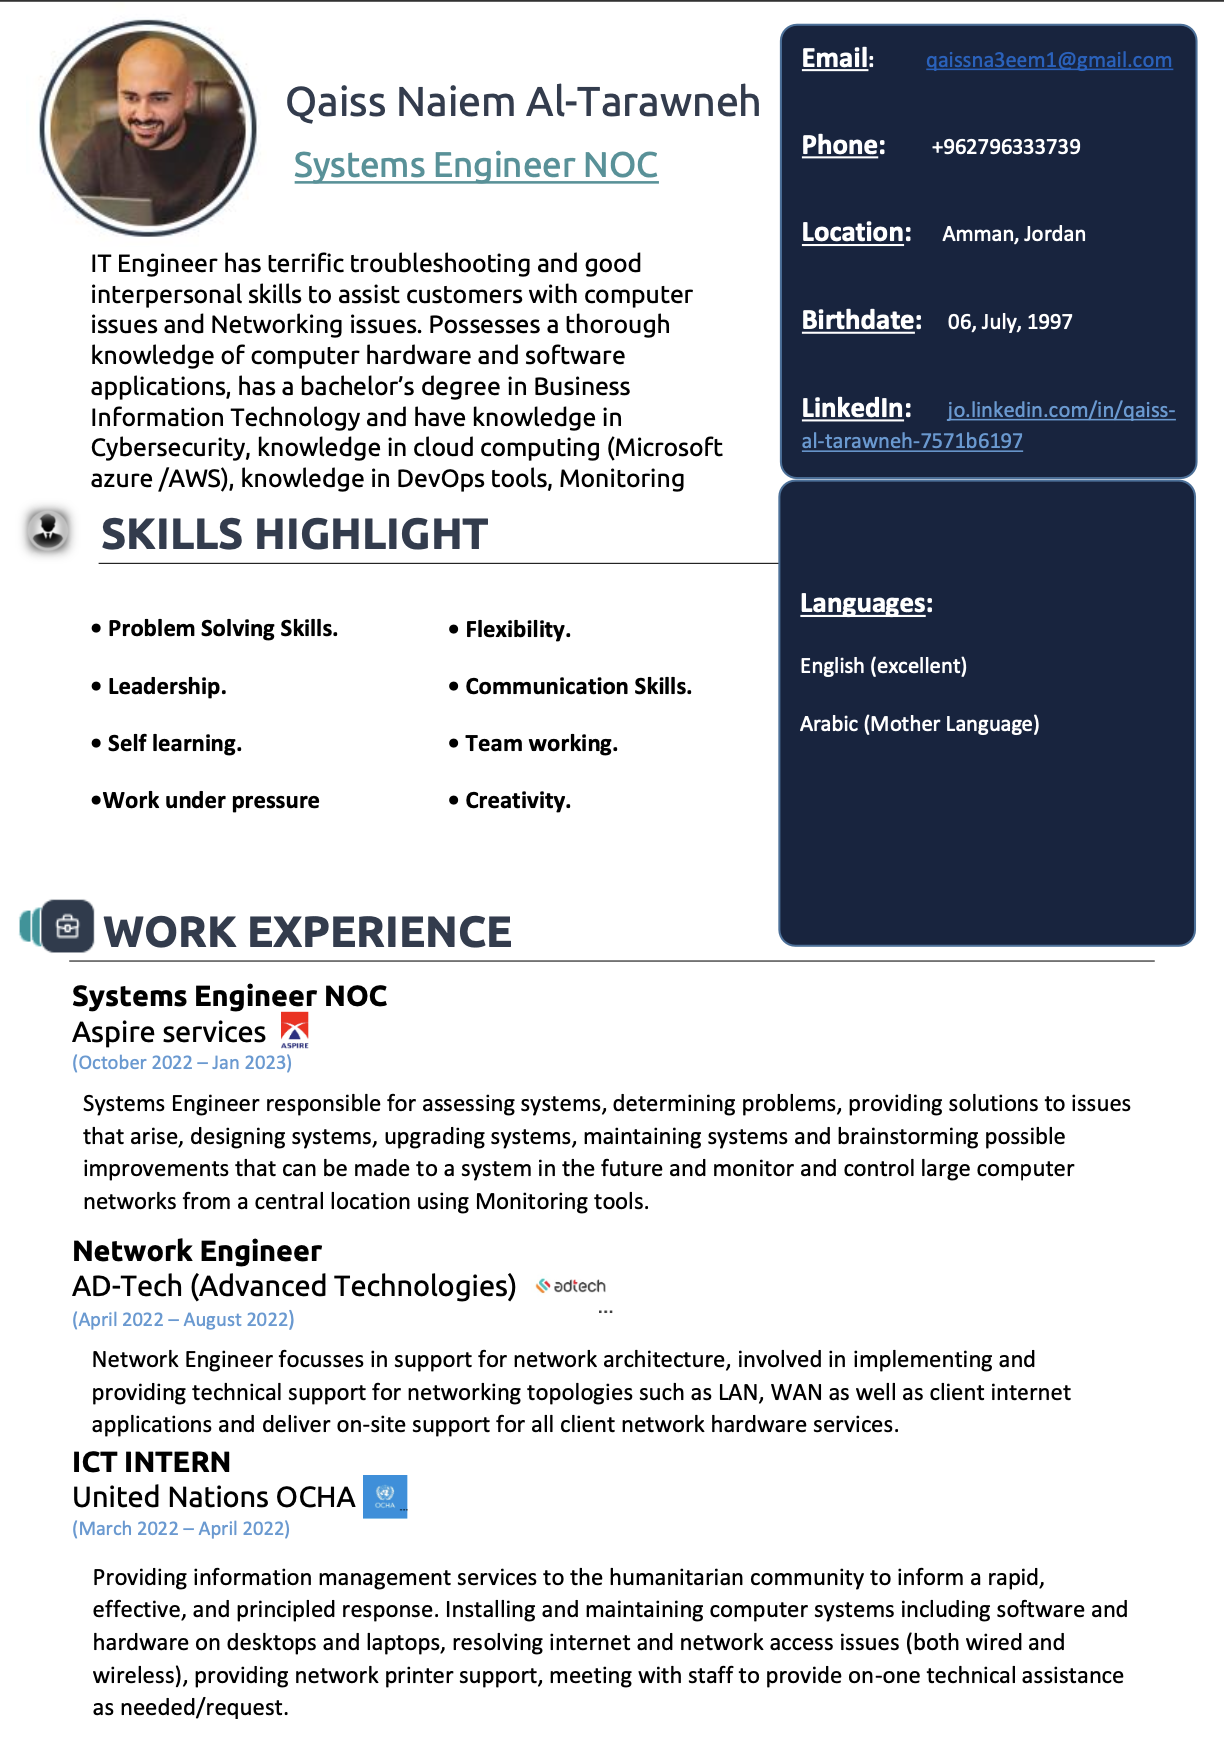 Qaiss Naiem Al-Tarawneh
Systems Engineer NOC
IT Engineer has terrific troubleshooting and good
interpersonal skills to assist customers with computer
issues and Networking issues. Possesses a thorough
knowledge of computer hardware and software
applications, has a bachelor’s degree in Business
Information Technology and have knowledge in
Cybersecurity, knowledge in cloud computing (Microsoft
azure /AWS), knowledge in DevOps tools, Monitoring
Email: qaissna3eem1@gmail.com
Phone: +962796333739
Location: Amman, Jordan
Birthdate: 06, July, 1997
LinkedIn: jo.linkedin.com/in/qaiss-
al-tarawneh-7571b6197
Languages:
English (excellent)
Arabic (Mother Language)
SKILLS HIGHLIGHT
• Problem Solving Skills.
• Leadership.
• Self learning.
•Work under pressure
• Flexibility.
• Communication Skills.
• Team working.
• Creativity.
WORK EXPERIENCE
Systems Engineer NOC
Aspire services ASPIRE
(October 2022 – Jan 2023)
Systems Engineer responsible for assessing systems, determining problems, providing solutions to issues
that arise, designing systems, upgrading systems, maintaining systems and brainstorming possible
improvements that can be made to a system in the future and monitor and control large computer
networks from a central location using Monitoring tools.
Network Engineer
AD-Tech (Advanced Technologies) adtech
...
(April 2022 – August 2022)
Network Engineer focusses in support for network architecture, involved in implementing and
providing technical support for networking topologies such as LAN, WAN as well as client internet
applications and deliver on-site support for all client network hardware services.
ICT INTERN
United Nations OCHA OCHA ...
(March 2022 – April 2022)
Providing information management services to the humanitarian community to inform a rapid,
effective, and principled response. Installing and maintaining computer systems including software and
hardware on desktops and laptops, resolving internet and network access issues (both wired and
wireless), providing network printer support, meeting with staff to provide on-one technical assistance
as needed/request.